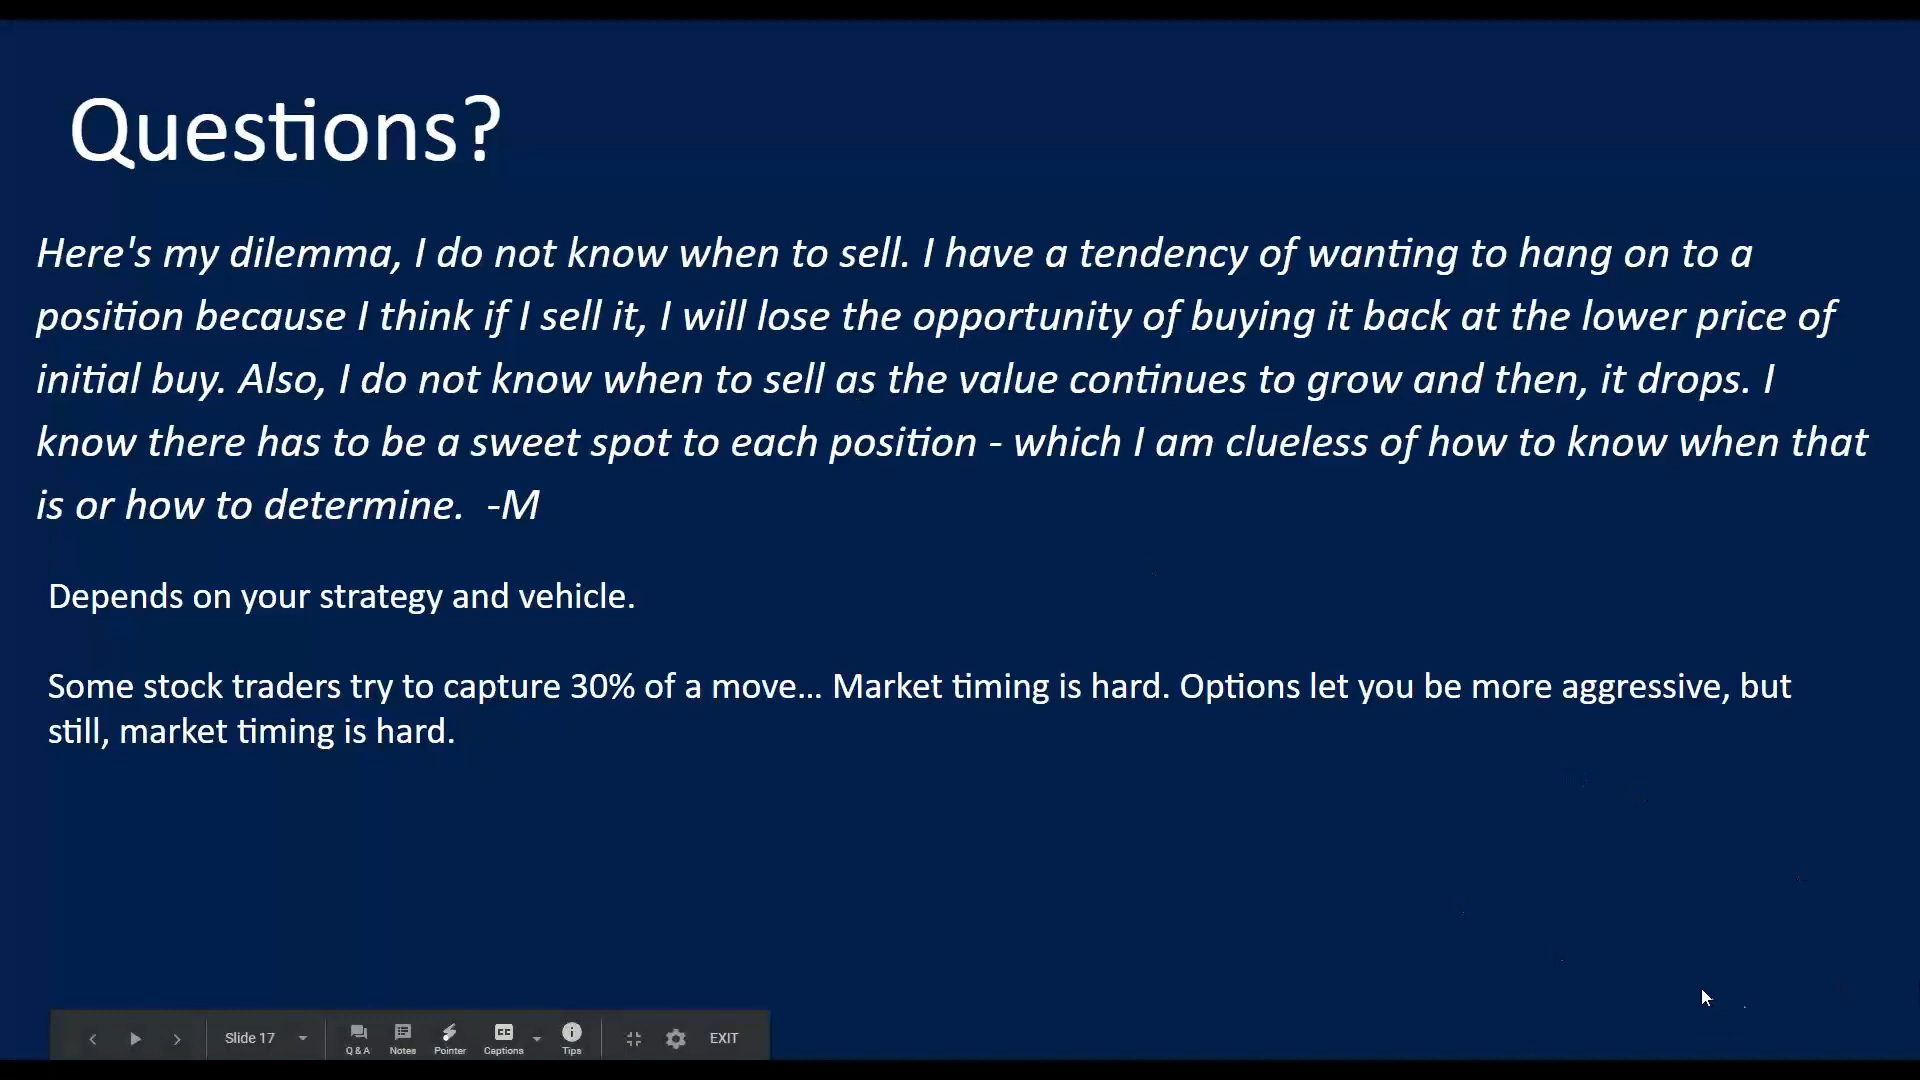 Questions?
Here's my dilemma, I do not know when to sell. I have a tendency of wanting to hang on to a
position because I think if I sell it, I will lose the opportunity of buying it back at the lower price of
initial buy. Also, I do not know when to sell as the value continues to grow and then, it drops. I
know there has to be a sweet spot to each position - which I am clueless of how to know when that
is or how to determine.  -M
Depends on your strategy and vehicle.
Some stock traders try to capture 30% of a move... Market timing is hard. Options let you be more aggressive, but
still, market timing is hard.
Slide 17
Q & A Notes Pointer Captions Tips EXIT